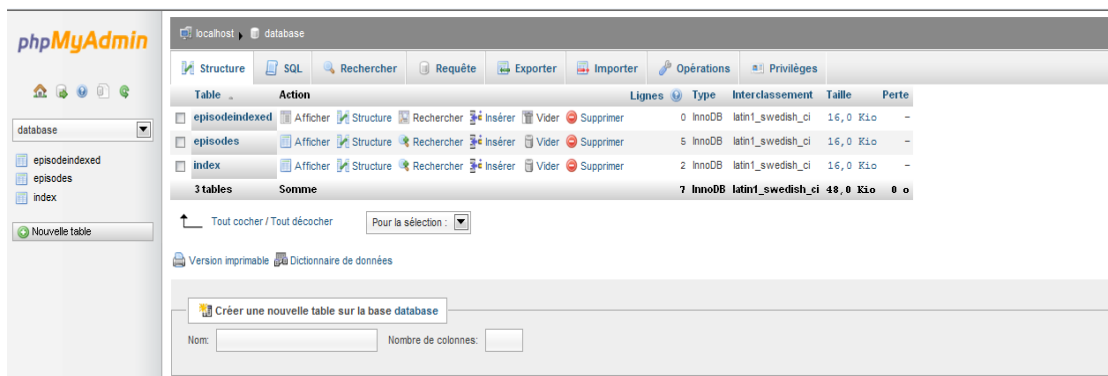 phpMyAdmin
database
episodeindexed
episodes
index
Nouvelle table
localhost database
Structure SQL Rechercher Requête Exporter Importer Opérations Privilèges
Table Action Lignes Type Interclassement Taille Perte
episodeindexed Afficher Structure Rechercher Insérer Vider Supprimer 0 InnoDB latin1_swedish_ci 16,0 Kio -
episodes Afficher Structure Rechercher Insérer Vider Supprimer 5 InnoDB latin1_swedish_ci 16,0 Kio -
index Afficher Structure Rechercher Insérer Vider Supprimer 2 InnoDB latin1_swedish_ci 16,0 Kio -
3 tables Somme 7 InnoDB latin1_swedish_ci 48,0 Kio 0 o
Tout cocher / Tout décocher Pour la sélection :
Version imprimable Dictionnaire de données
Créer une nouvelle table sur la base database
Nom: Nombre de colonnes: